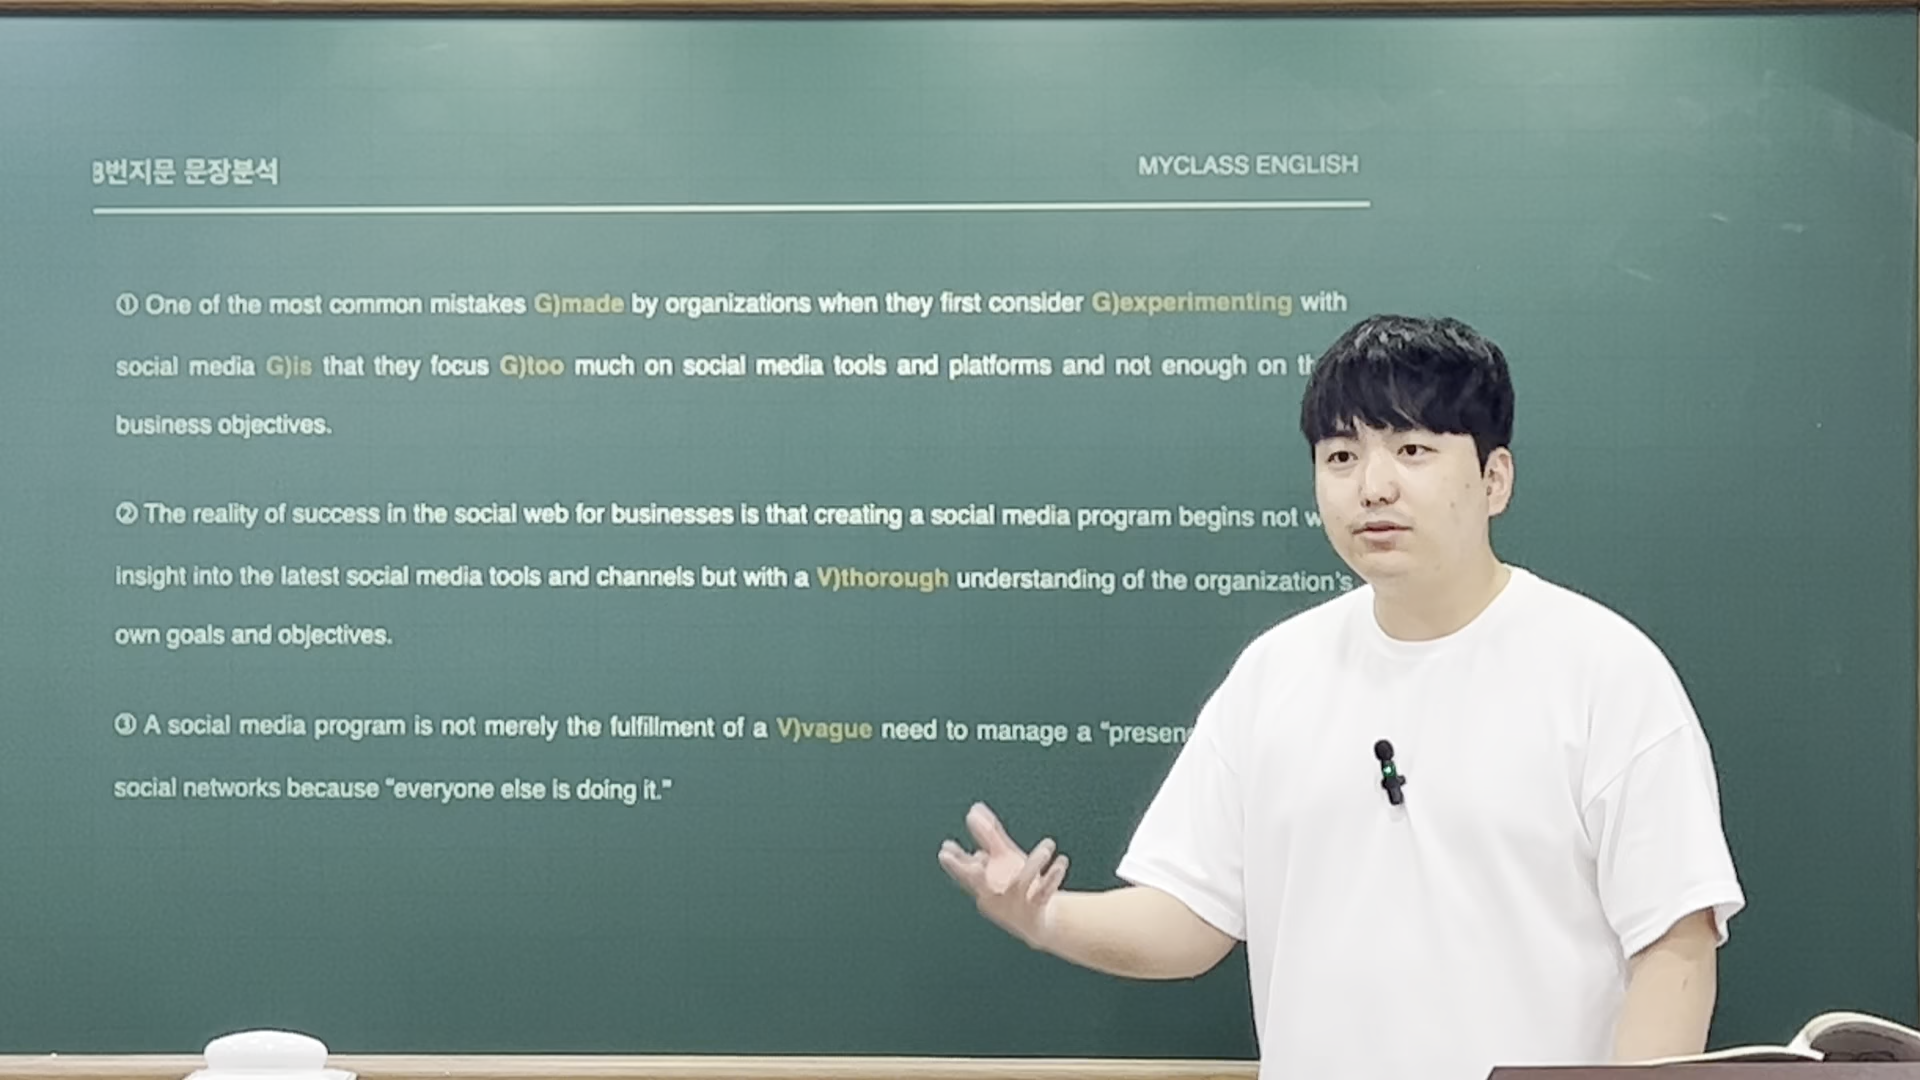 번지문 문장분석
MYCLASS ENGLISH
① One of the most common mistakes G)made by organizations when they first consider G)experimenting with
social media G)is that they focus G)too much on social media tools and platforms and not enough on
business objectives.
② The reality of success in the social web for businesses is that creating a social media program begins not
insight into the latest social media tools and channels but with a V)thorough understanding of the organization's
own goals and objectives.
③ A social media program is not merely the fulfillment of a V)vague need to manage a
social networks because "everyone else is doing it."